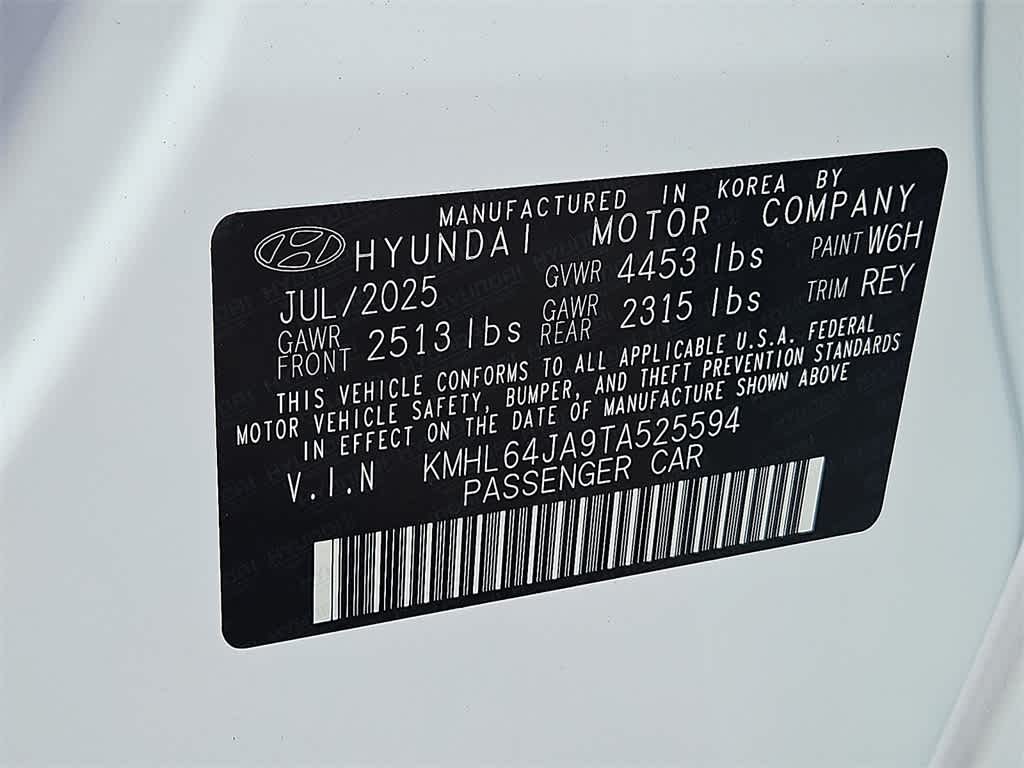 MANUFACTURED IN KOREA BY
HYUNDAI MOTOR COMPANY
JUL/2025 GVWR 4453 lbs PAINT W6H
GAWR FRONT 2513 lbs GAWR REAR 2315 lbs TRIM REY
THIS VEHICLE CONFORMS TO ALL APPLICABLE U.S.A. FEDERAL
MOTOR VEHICLE SAFETY, BUMPER, AND THEFT PREVENTION STANDARDS
IN EFFECT ON THE DATE OF MANUFACTURE SHOWN ABOVE
V.I.N KMHL64JA9TA525594
PASSENGER CAR